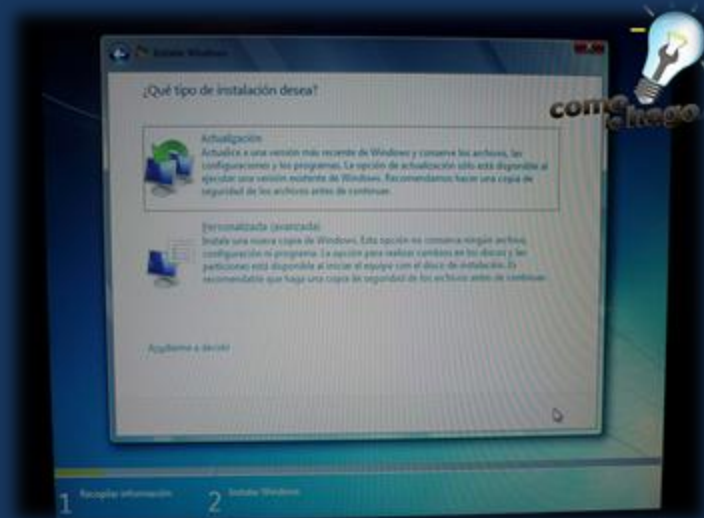 Instalar Windows
¿Qué tipo de instalación desea?
Actualización
Actualice a una versión más reciente de Windows y conserve los archivos, las
configuraciones y los programas. La opción de actualización sólo está disponible al
ejecutar una versión existente de Windows. Recomendamos hacer una copia de
seguridad de los archivos antes de continuar.
Personalizada (avanzada)
Instale una nueva copia de Windows. Esta opción no conserva ningún archivo,
configuración ni programa. La opción para realizar cambios en los discos y las
particiones está disponible al iniciar el equipo con el disco de instalación. Es
recomendable que haga una copia de seguridad de los archivos antes de continuar.
Ayudarme a decidir
1 Recopilar información
2 Instalar Windows
como
lo hago